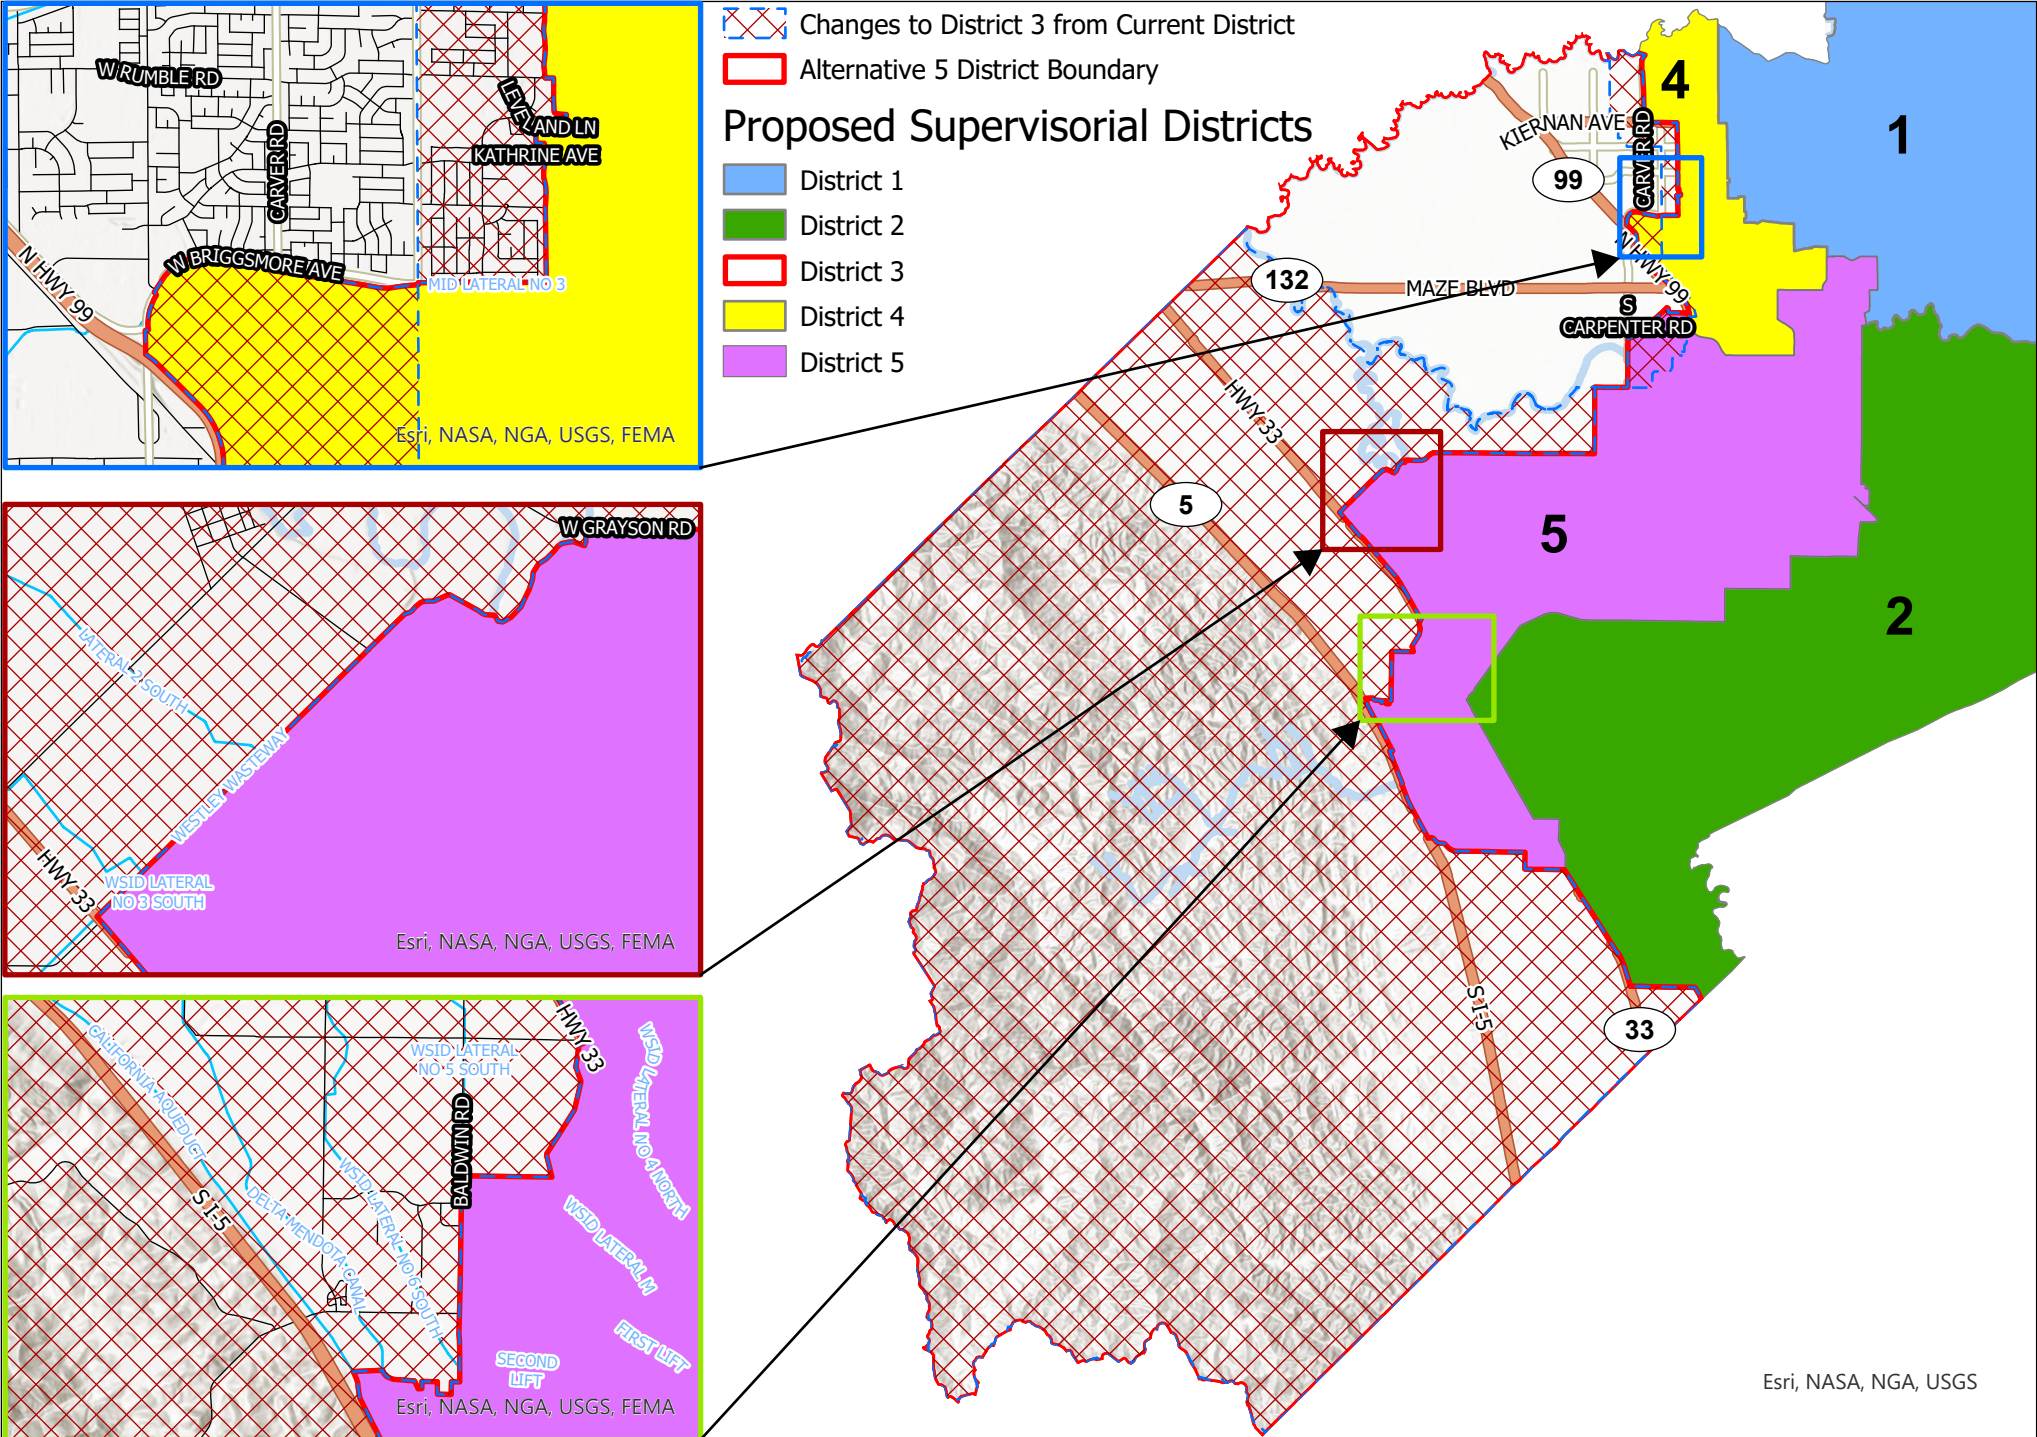 Changes to District 3 from Current District
Alternative 5 District Boundary
Proposed Supervisorial Districts
District 1
District 2
District 3
District 4
District 5
W RUMBLE RD
CARVER RD
LEVELAND LN
KATHRINE AVE
W BRIGGSMORE AVE
MID LATERAL NO 3
N HWY 99
Esri, NASA, NGA, USGS, FEMA
W GRAYSON RD
LATERAL 2 SOUTH
WESTLEY WASTEWAY
HWY 33
WSID LATERAL
NO 3 SOUTH
Esri, NASA, NGA, USGS, FEMA
HWY 33
CALIFORNIA AQUEDUCT
WSID LATERAL
NO 5 SOUTH
WSID LATERAL NO 4 NORTH
BALDWIN RD
S I-5
DELTA MENDOTA CANAL
WSID LATERAL NO 6 SOUTH
WSID LATERAL M
FIRST LIFT
SECOND
LIFT
Esri, NASA, NGA, USGS, FEMA
4
1
KIERNAN AVE
CARVER RD
99
N HWY 99
132
MAZE BLVD
S
CARPENTER RD
HWY 33
5
5
2
S I-5
33
Esri, NASA, NGA, USGS